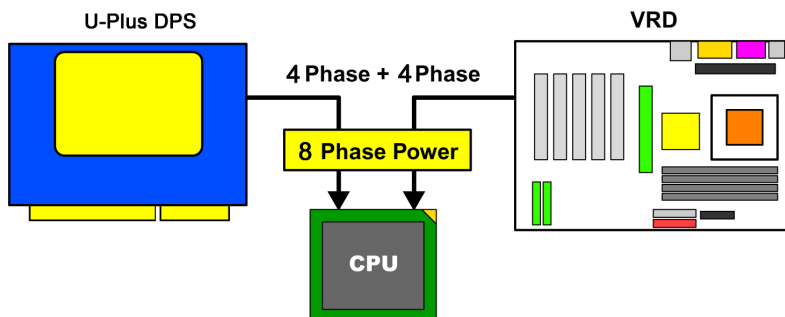 U-Plus DPS
VRD
4 Phase + 4 Phase
8 Phase Power
CPU